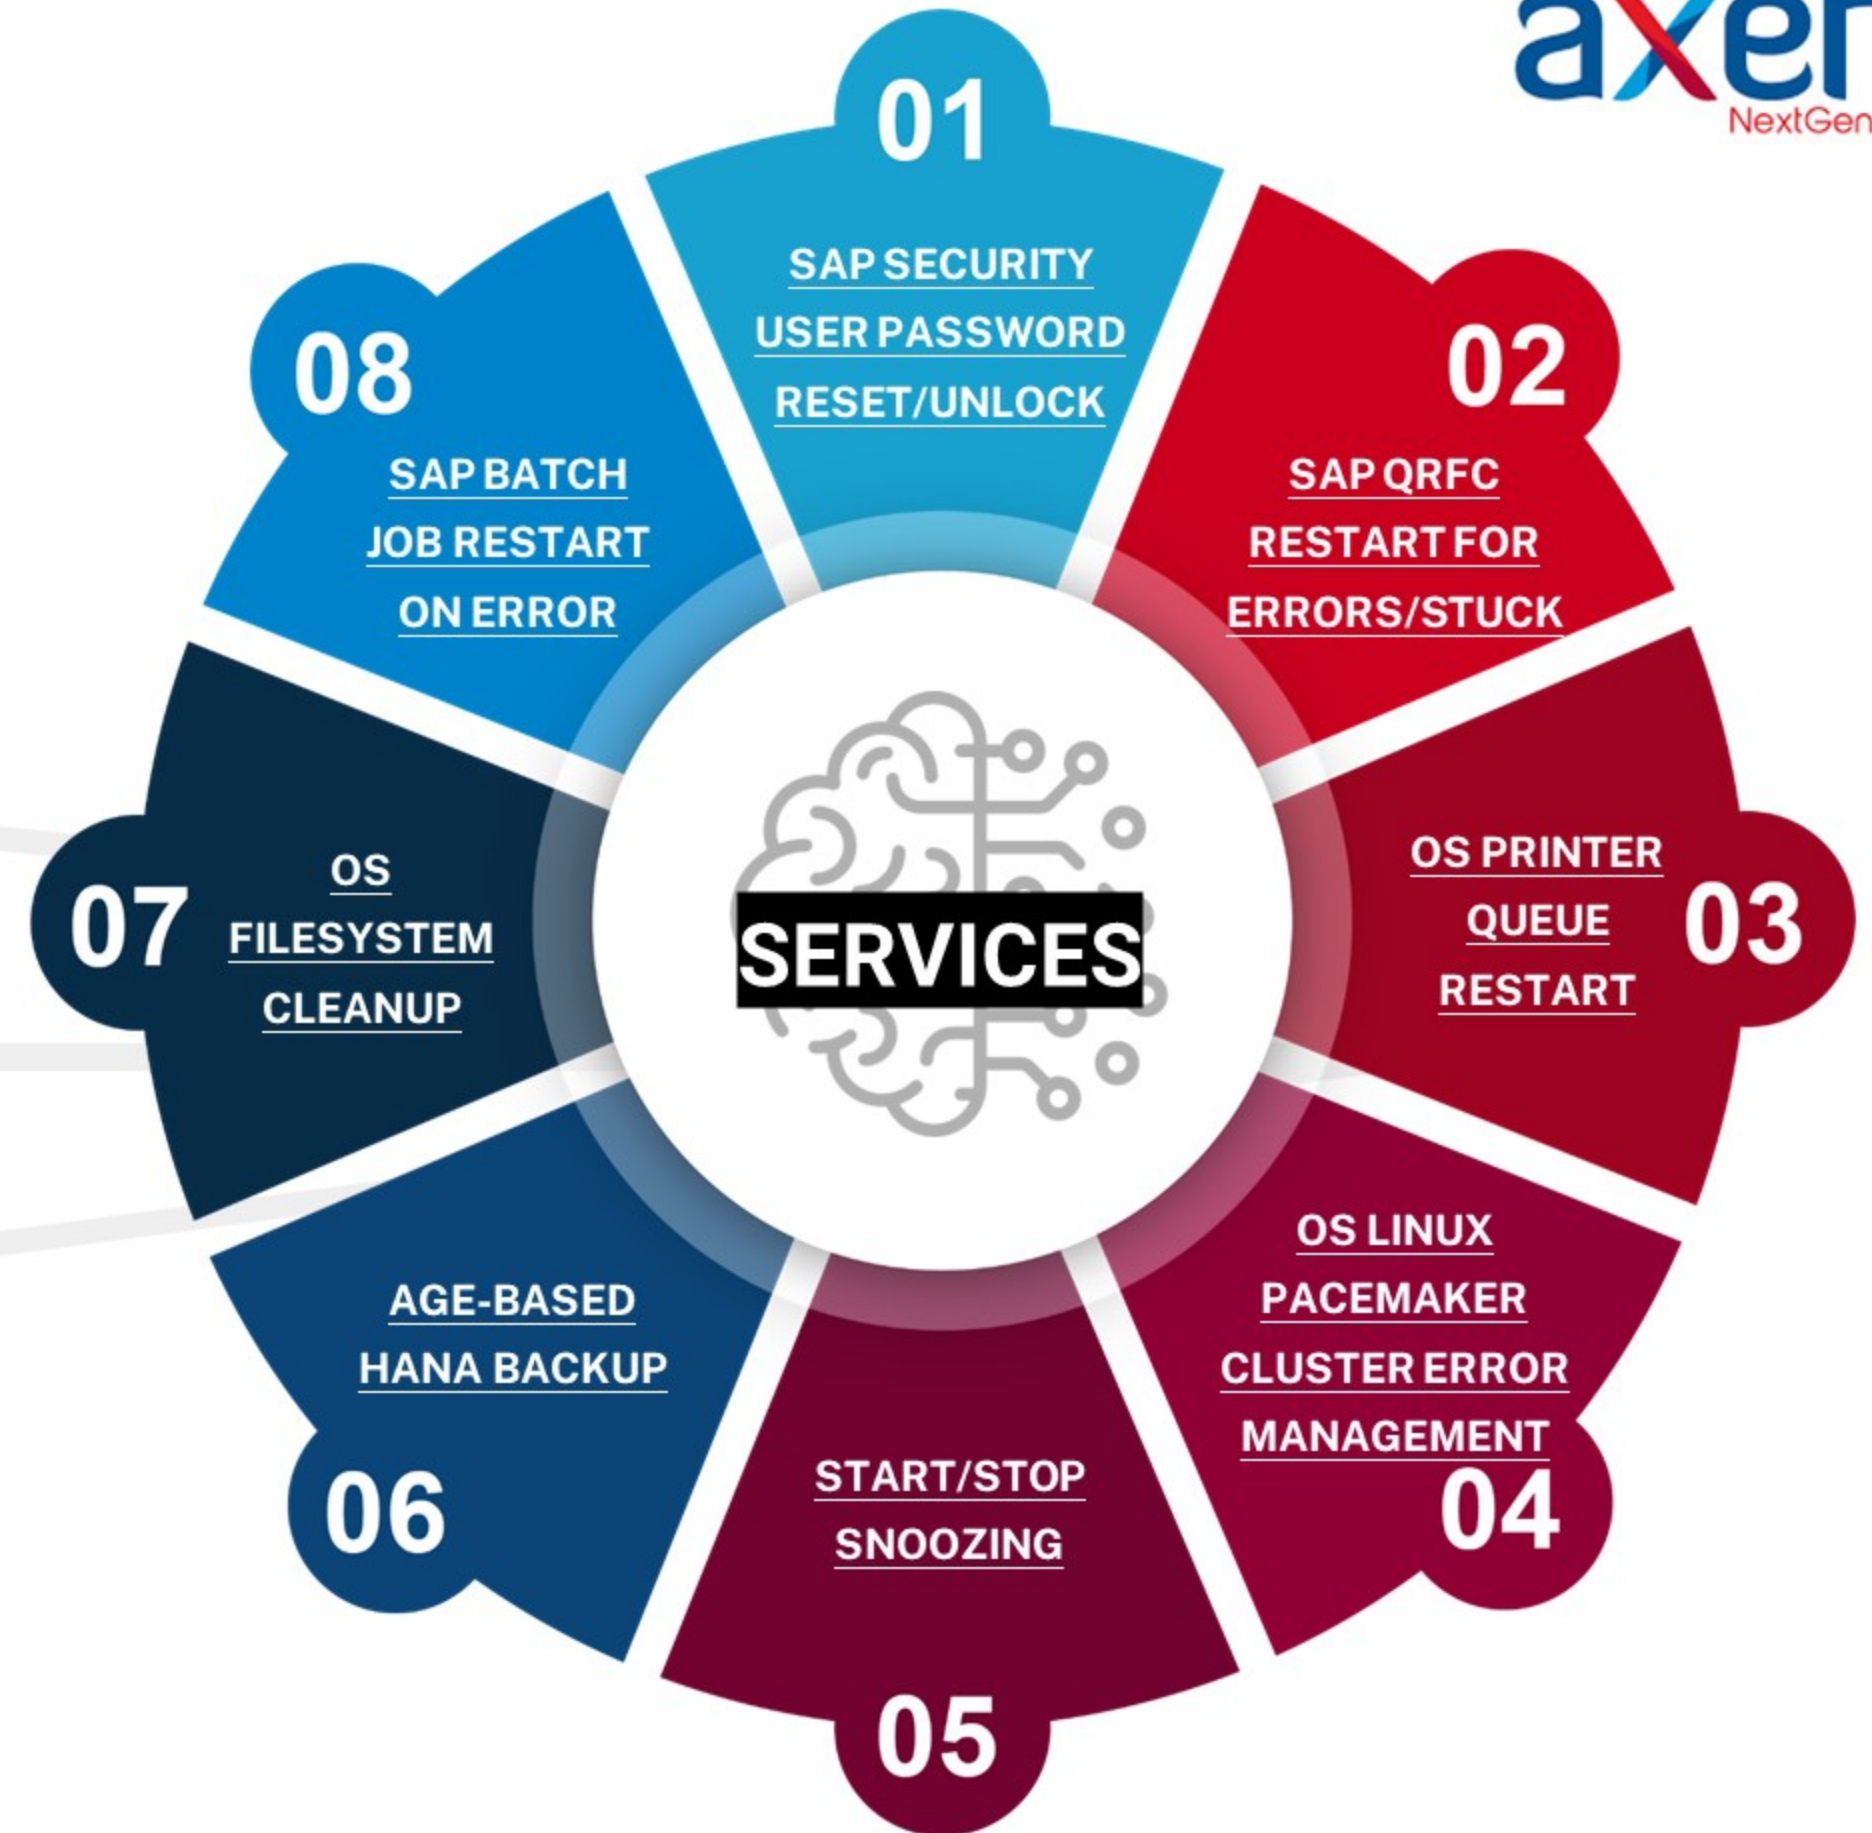 01
SAP SECURITY
USER PASSWORD
RESET/UNLOCK
02
SAP QRFC
RESTART FOR
ERRORS/STUCK
OS PRINTER
QUEUE
RESTART
03
OS LINUX
PACEMAKER
CLUSTER ERROR
MANAGEMENT
04
START/STOP
SNOOZING
05
AGE-BASED
HANA BACKUP
06
07
OS
FILESYSTEM
CLEANUP
08
SAP BATCH
JOB RESTART
ON ERROR
SERVICES
NextGen